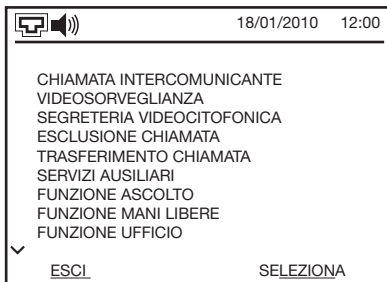 18/01/2010 12:00
CHIAMATA INTERCOMUNICANTE
VIDEOSORVEGLIANZA
SEGRETERIA VIDEOCITOFONICA
ESCLUSIONE CHIAMATA
TRASFERIMENTO CHIAMATA
SERVIZI AUSILIARI
FUNZIONE ASCOLTO
FUNZIONE MANI LIBERE
FUNZIONE UFFICIO
ESCI SELEZIONA